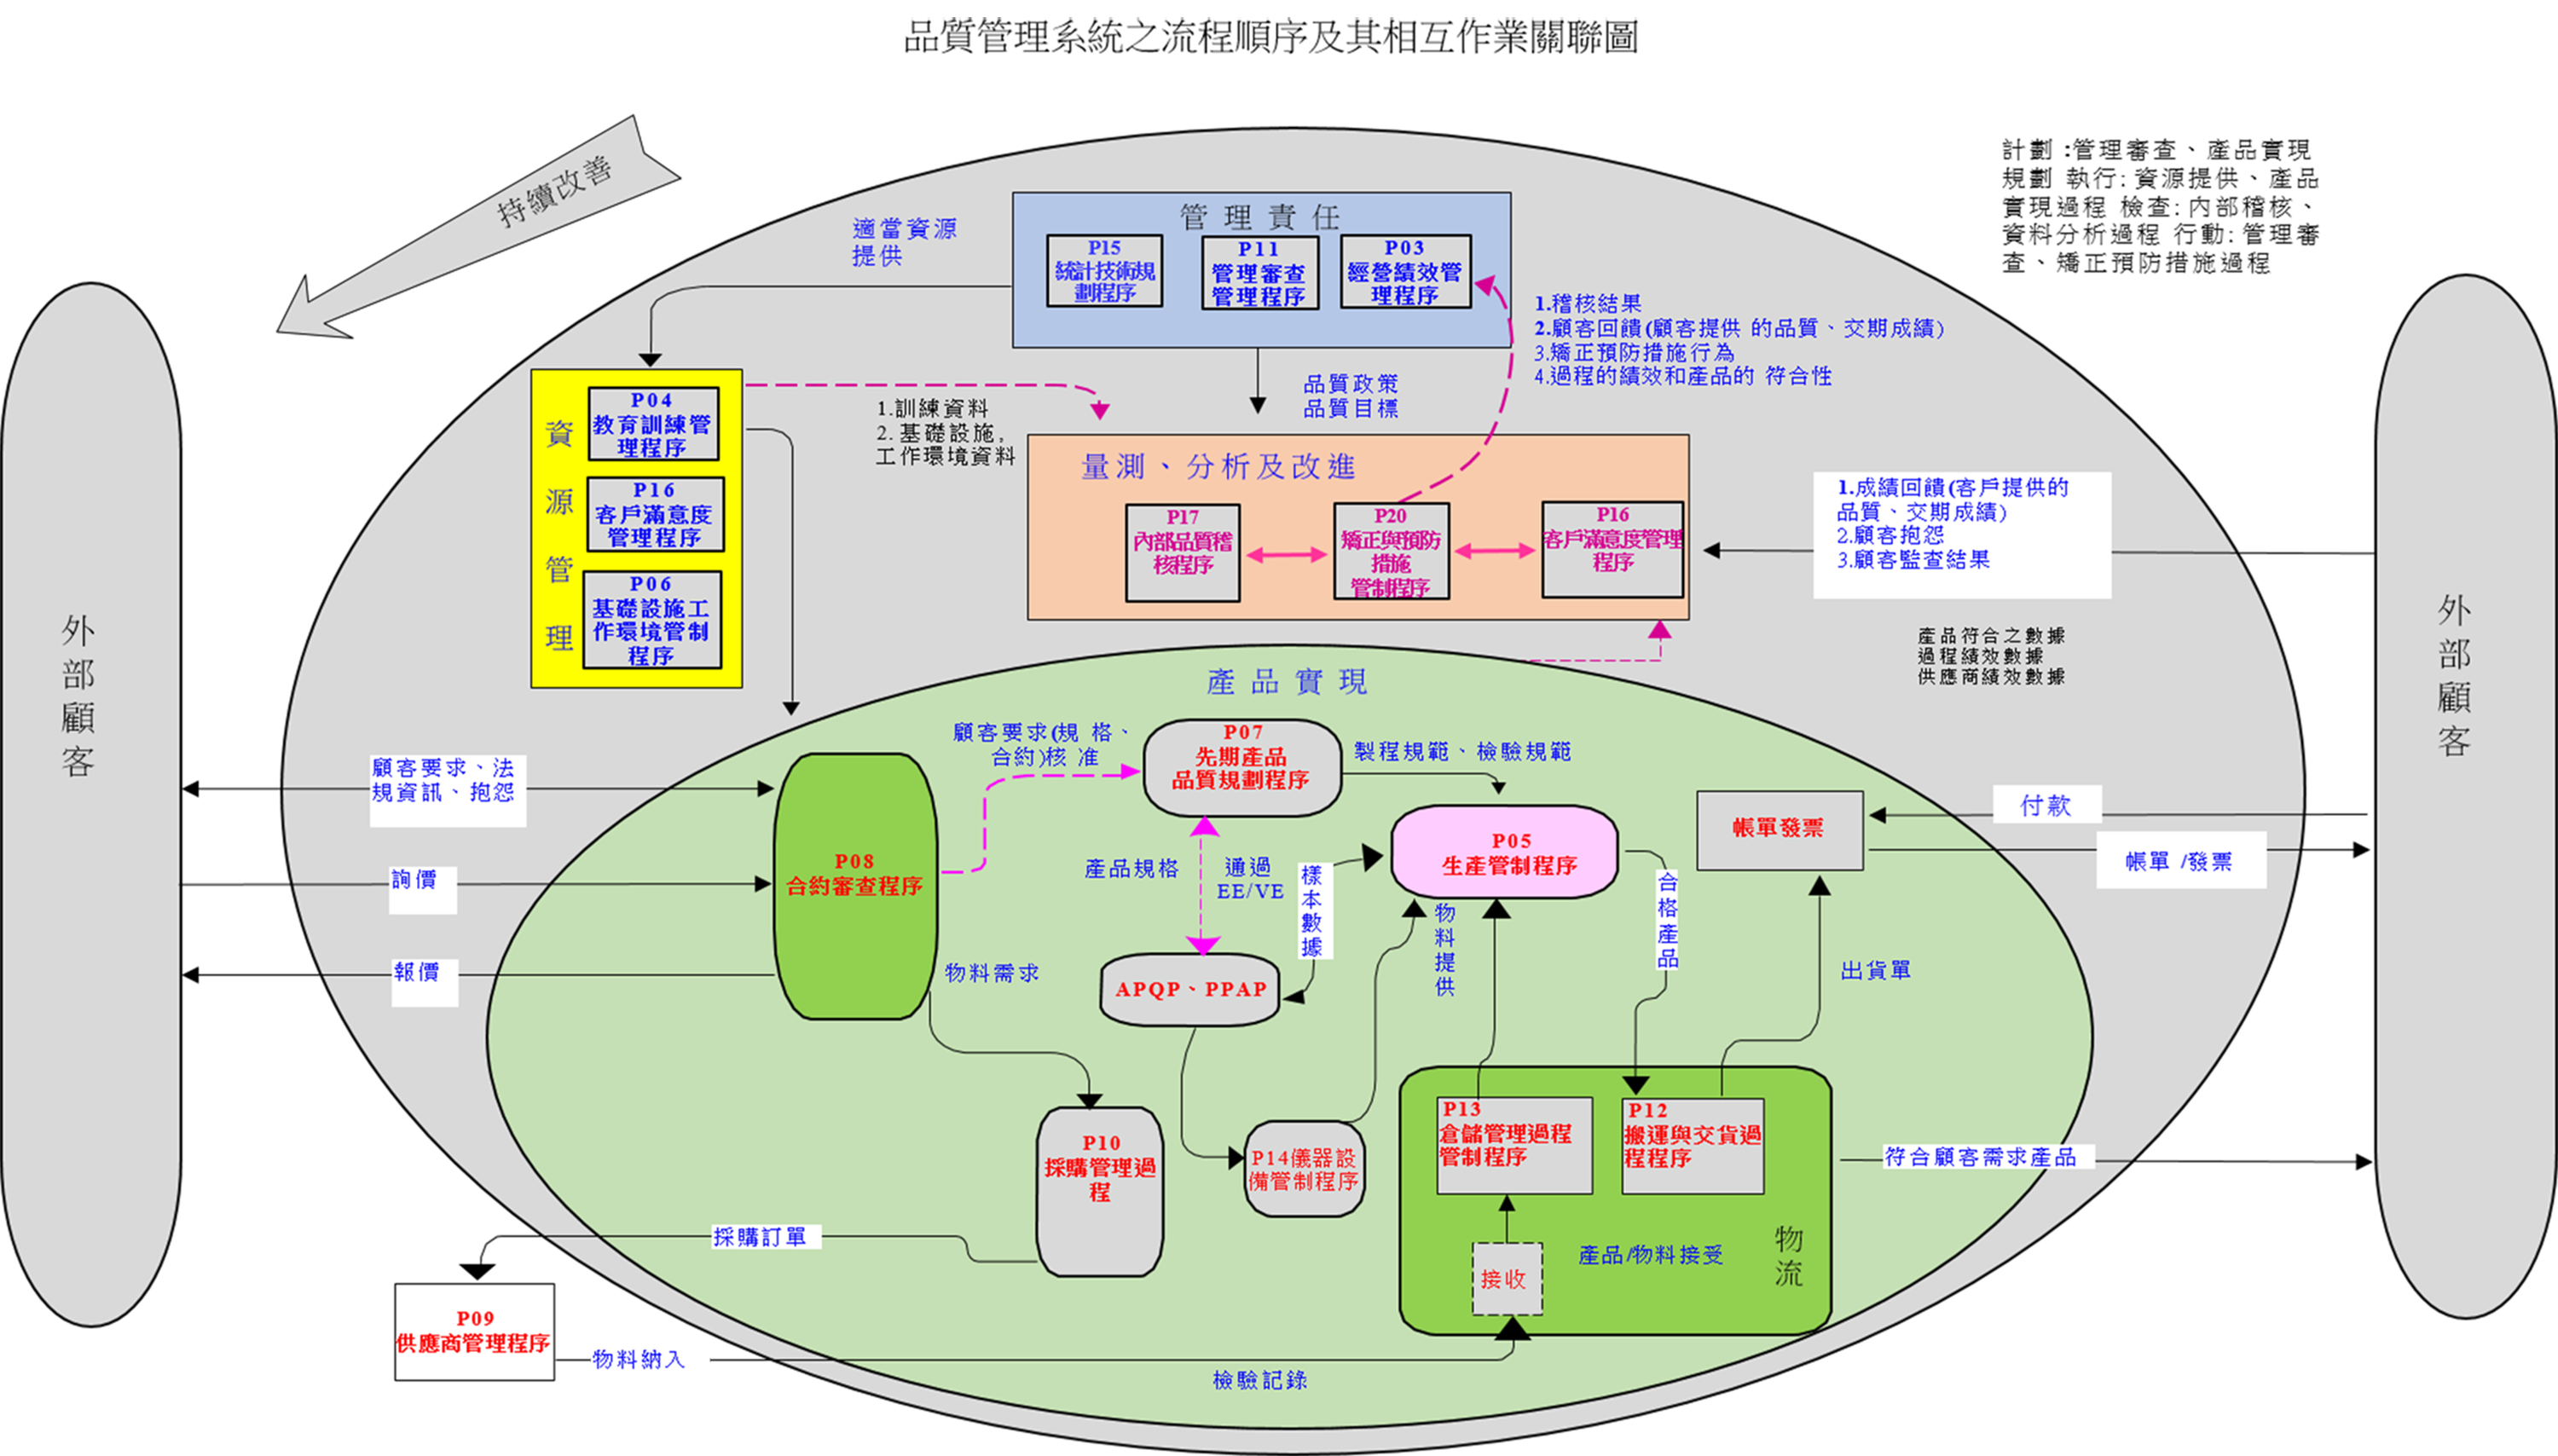 品質管理系統之流程順序及其相互作業關聯圖
持續改善
計劃 :管理審查、產品實現
規劃 執行: 資源提供、產品
實現過程 檢查: 內部稽核、
資料分析過程 行動: 管理審
查、矯正預防措施過程
適當資源
提供
管理責任
P15
統計技術規
劃程序
P11
管理審查
管理程序
P03
經營績效管
理程序
1.稽核結果
2.顧客回饋(顧客提供 的品質、交期成績)
3.矯正預防措施行為
4.過程的績效和產品的 符合性
品質政策
品質目標
資
源
管
理
P04
教育訓練管
理程序
P16
客戶滿意度
管理程序
P06
基礎設施工
作環境管制
程序
1.訓練資料
2. 基礎設施,
工作環境資料
量測、分析及改進
P17
內部品質稽
核程序
P20
矯正與預防
措施
管制程序
P16
客戶滿意度管理
程序
1.成績回饋(客戶提供的
品質、交期成績)
2.顧客抱怨
3.顧客監查結果
產品符合之數據
過程績效數據
供應商績效數據
外
部
顧
客
外
部
顧
客
產品實現
顧客要求、法
規資訊、抱怨
詢價
報價
P08
合約審查程序
顧客要求(規 格、
合約)核 准
P07
先期產品
品質規劃程序
製程規範、檢驗規範
P05
生產管制程序
帳單發票
付款
帳單 /發票
產品規格
通過
EE/VE
樣
本
數
據
物
料
提
供
合
格
產
品
出貨單
物料需求
APQP、PPAP
P10
採購管理過
程
P14儀器設
備管制程序
P13
倉儲管理過程
管制程序
P12
搬運與交貨過
程程序
符合顧客需求產品
接收
產品/物料接受
物
流
採購訂單
P09
供應商管理程序
物料納入
檢驗記錄